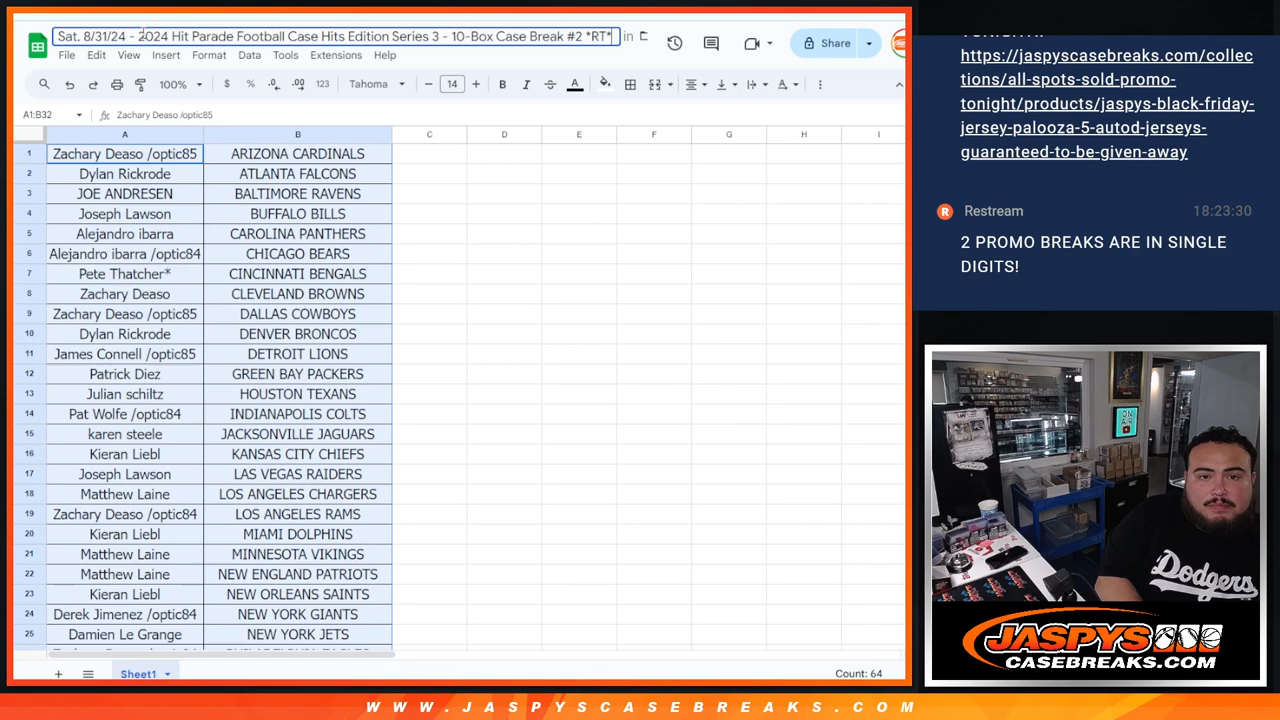 Sat. 8/31/24 - 2024 Hit Parade Football Case Hits Edition Series 3 - 10-Box Case Break #2 *RT* in
File Edit View Insert Format Data Tools Extensions Help
Share
100% $ % .0 .00 123 Tahoma 14 B I A
A1:B32 fx Zachary Deaso /optic85
A B C D E F G H I
1 Zachary Deaso /optic85 ARIZONA CARDINALS
2 Dylan Rickrode ATLANTA FALCONS
3 JOE ANDRESEN BALTIMORE RAVENS
4 Joseph Lawson BUFFALO BILLS
5 Alejandro ibarra CAROLINA PANTHERS
6 Alejandro ibarra /optic84 CHICAGO BEARS
7 Pete Thatcher* CINCINNATI BENGALS
8 Zachary Deaso CLEVELAND BROWNS
9 Zachary Deaso /optic85 DALLAS COWBOYS
10 Dylan Rickrode DENVER BRONCOS
11 James Connell /optic85 DETROIT LIONS
12 Patrick Diez GREEN BAY PACKERS
13 Julian schiltz HOUSTON TEXANS
14 Pat Wolfe /optic84 INDIANAPOLIS COLTS
15 karen steele JACKSONVILLE JAGUARS
16 Kieran Liebl KANSAS CITY CHIEFS
17 Joseph Lawson LAS VEGAS RAIDERS
18 Matthew Laine LOS ANGELES CHARGERS
19 Zachary Deaso /optic84 LOS ANGELES RAMS
20 Kieran Liebl MIAMI DOLPHINS
21 Matthew Laine MINNESOTA VIKINGS
22 Matthew Laine NEW ENGLAND PATRIOTS
23 Kieran Liebl NEW ORLEANS SAINTS
24 Derek Jimenez /optic84 NEW YORK GIANTS
25 Damien Le Grange NEW YORK JETS
Sheet1 Count: 64
https://jaspyscasebreaks.com/collec
tions/all-spots-sold-promo-
tonight/products/jaspys-black-friday-
jersey-palooza-5-autod-jerseys-
guaranteed-to-be-given-away
R Restream 18:23:30
2 PROMO BREAKS ARE IN SINGLE
DIGITS!
ON
AIR
Dodgers
JASPYS
CASEBREAKS.COM
WWW.JASPYSCASEBREAKS.COM